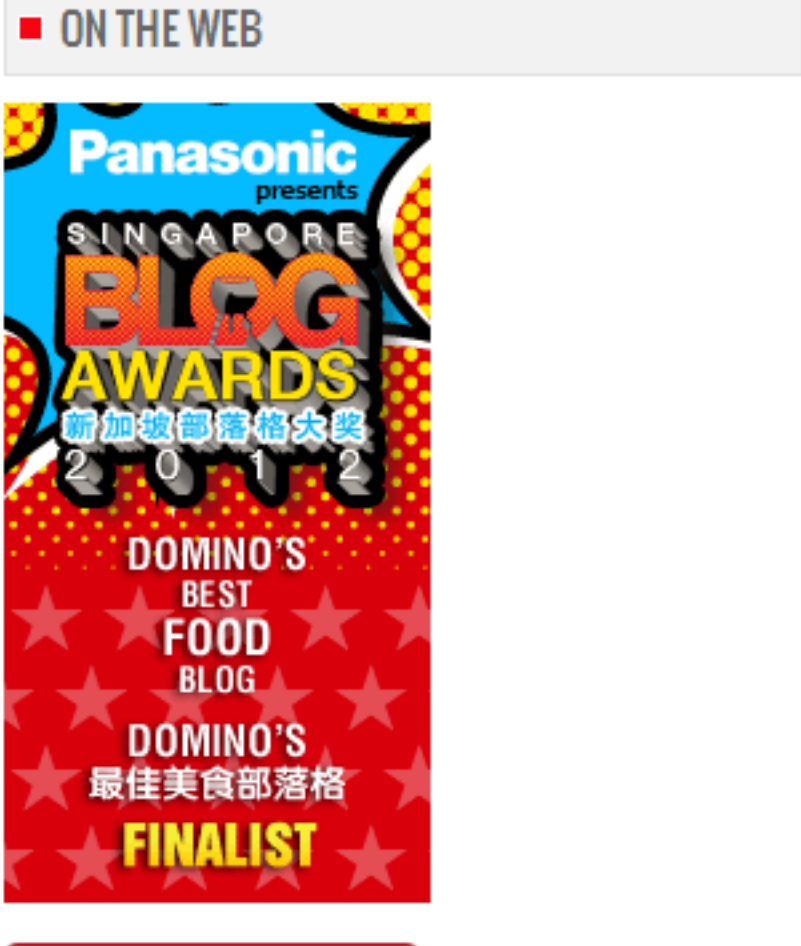 ON THE WEB
Panasonic
presents
SINGAPORE
BLOG
AWARDS
新加坡部落格大奖
2012
DOMINO'S
BEST
FOOD
BLOG
DOMINO'S
最佳美食部落格
FINALIST